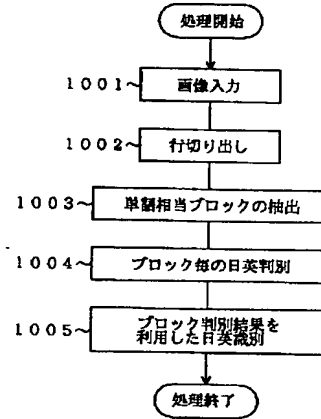 処理開始
1001 画像入力
1002 行切り出し
1003 単語相当ブロックの抽出
1004 ブロック毎の日英判別
1005 ブロック判別結果を
利用した日英識別
処理終了